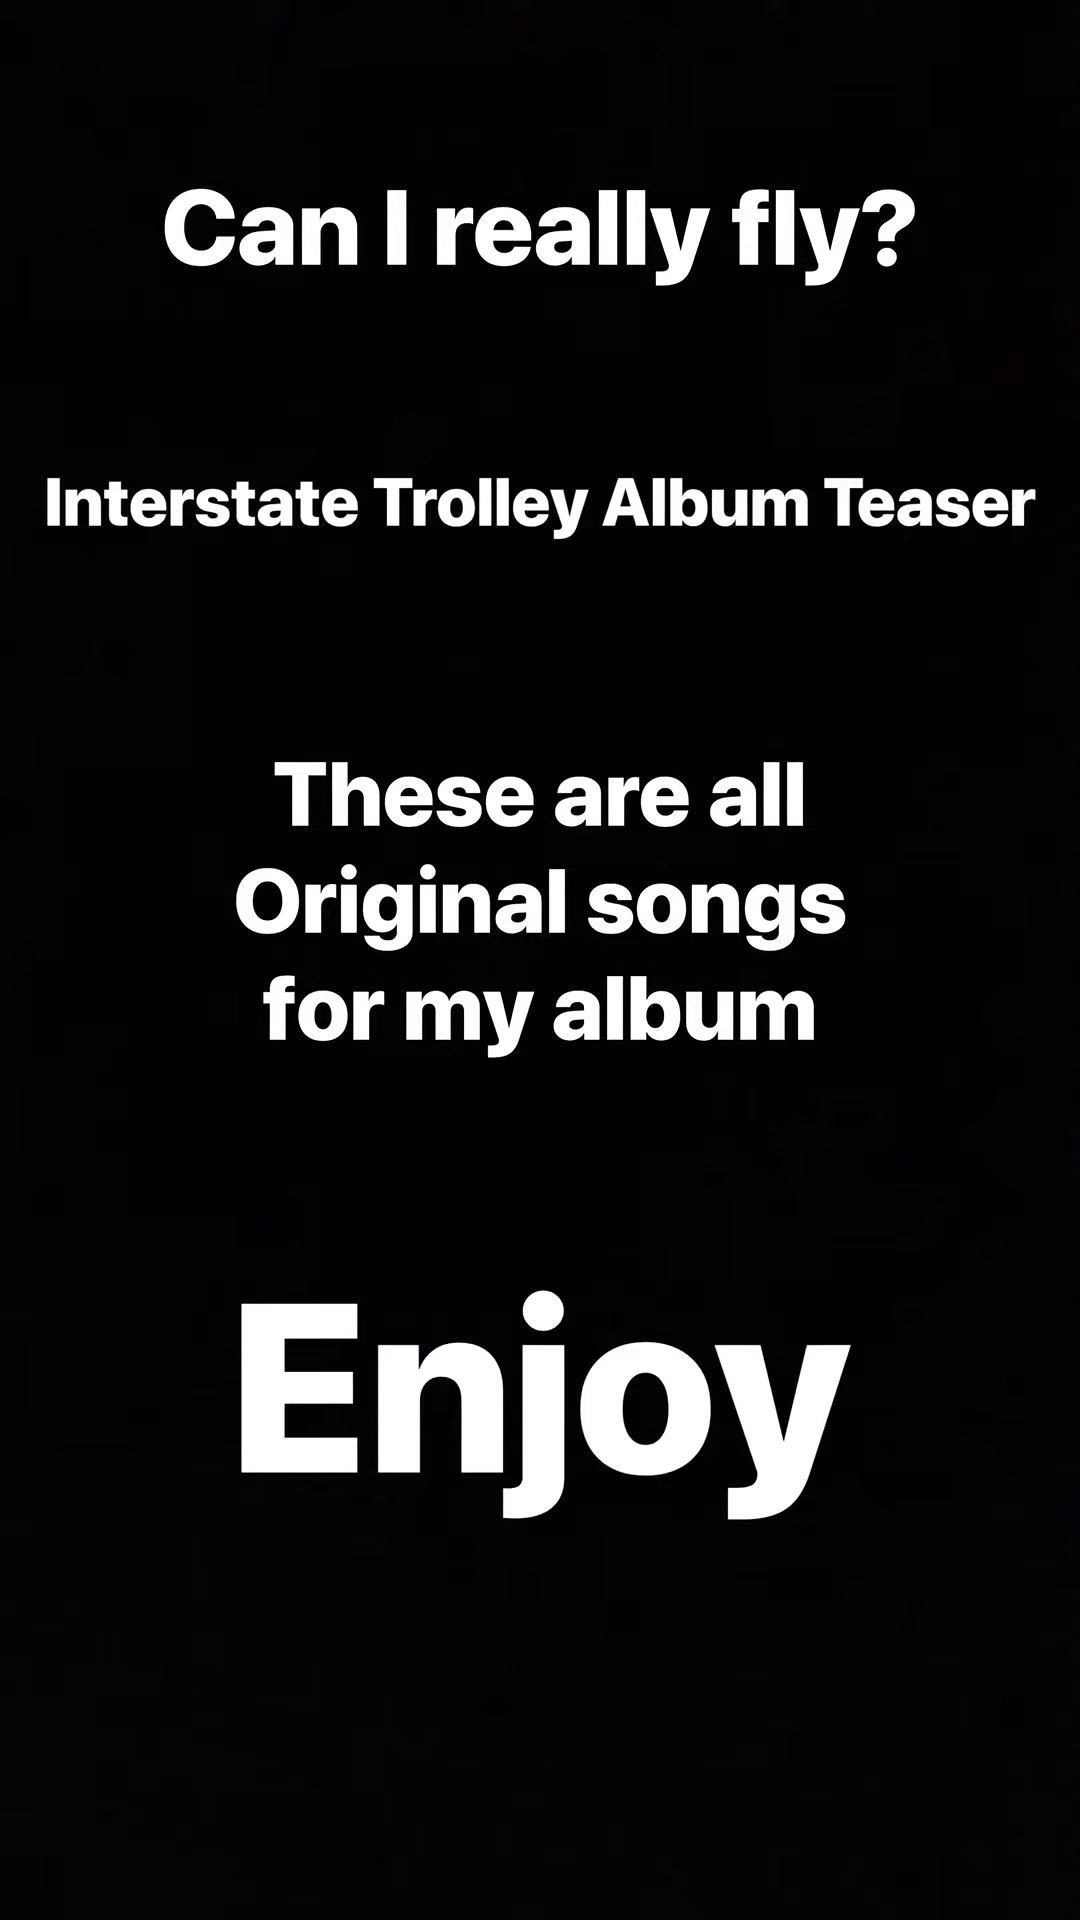 Can I really fly?
Interstate Trolley Album Teaser
These are all
Original songs
for my album
Enjoy